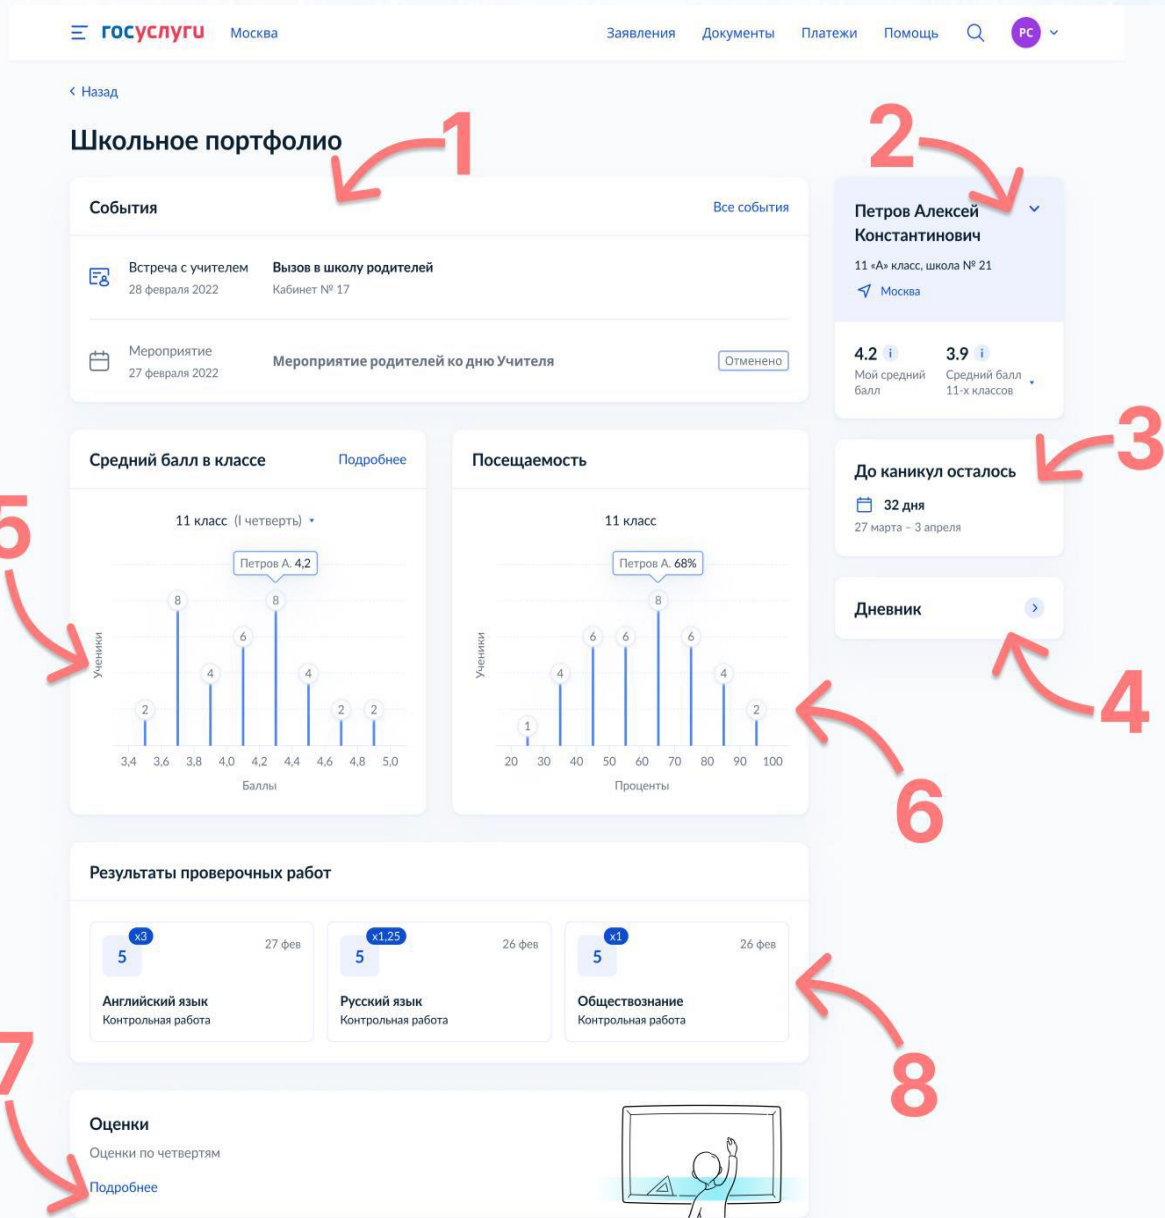 госуслуги Москва Заявления Документы Платежи Помощь РС
Назад
Школьное портфолио
1
2
События Все события
Встреча с учителем Вызов в школу родителей
28 февраля 2022 Кабинет № 17
Мероприятие Мероприятие родителей ко дню Учителя Отменено
27 февраля 2022
Петров Алексей
Константинович
11 «А» класс, школа № 21
Москва
4.2 i 3.9 i
Мой средний Средний балл
балл 11-х классов
3
До каникул осталось
32 дня
27 марта – 3 апреля
Дневник
4
5
Средний балл в классе Подробнее
11 класс (I четверть)
Петров А. 4,2
2 8 4 6 8 4 2 2
Ученики
3,4 3,6 3,8 4,0 4,2 4,4 4,6 4,8 5,0
Баллы
Посещаемость
11 класс
Петров А. 68%
1 4 6 6 8 6 4 2
Ученики
20 30 40 50 60 70 80 90 100
Проценты
6
Результаты проверочных работ
5 x3 27 фев
Английский язык
Контрольная работа
5 x1,25 26 фев
Русский язык
Контрольная работа
5 x1 26 фев
Обществознание
Контрольная работа
7
8
Оценки
Оценки по четвертям
Подробнее